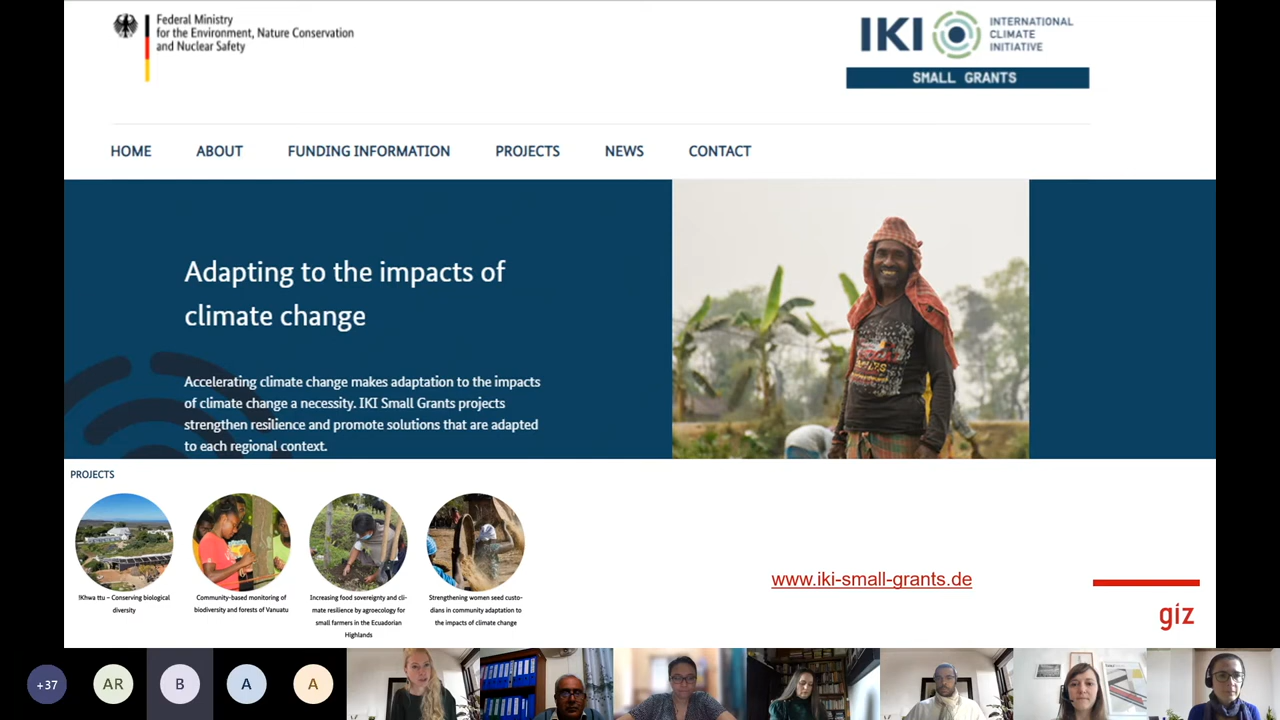 Federal Ministry
for the Environment, Nature Conservation
and Nuclear Safety
IKI
INTERNATIONAL
CLIMATE
INITIATIVE
SMALL GRANTS
HOME ABOUT FUNDING INFORMATION PROJECTS NEWS CONTACT
Adapting to the impacts of
climate change
Accelerating climate change makes adaptation to the impacts
of climate change a necessity. IKI Small Grants projects
strengthen resilience and promote solutions that are adapted
to each regional context.
PROJECTS
!Khwa ttu – Conserving biological
diversity
Community-based monitoring of
biodiversity and forests of Vanuatu
Increasing food sovereignty and cli-
mate resilience by agroecology for
small farmers in the Ecuadorian
Highlands
Strengthening women seed custo-
dians in community adaptation to
the impacts of climate change
www.iki-small-grants.de
giz
+37 AR B A A